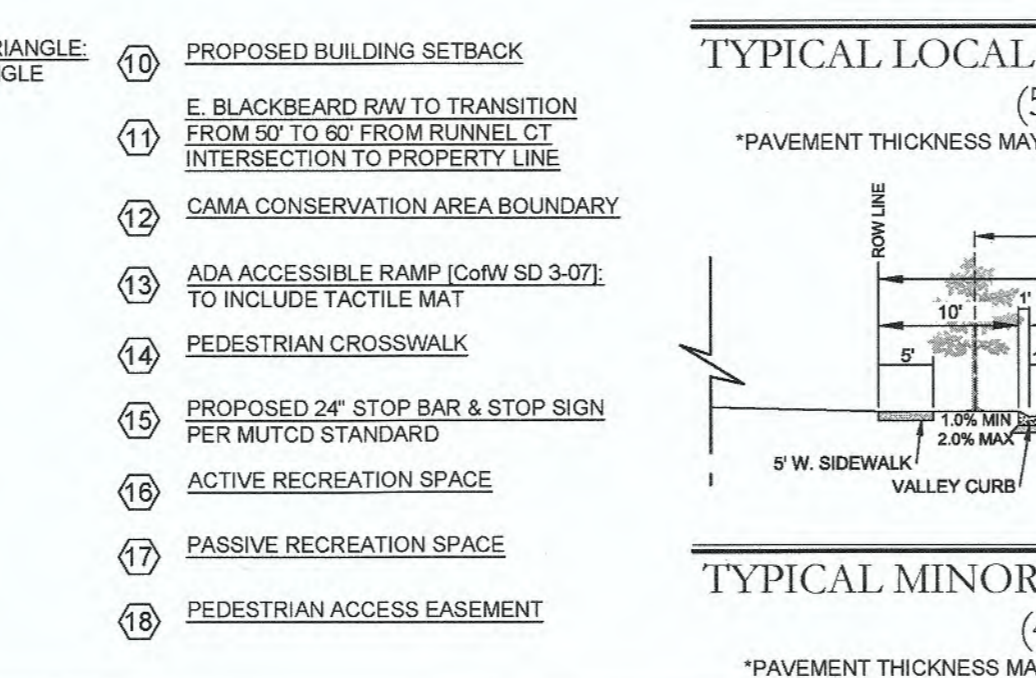 10 PROPOSED BUILDING SETBACK
11 E. BLACKBEARD R/W TO TRANSITION
FROM 50' TO 60' FROM RUNNEL CT
INTERSECTION TO PROPERTY LINE
12 CAMA CONSERVATION AREA BOUNDARY
13 ADA ACCESSIBLE RAMP [CofW SD 3-07]:
TO INCLUDE TACTILE MAT
14 PEDESTRIAN CROSSWALK
15 PROPOSED 24" STOP BAR & STOP SIGN
PER MUTCD STANDARD
16 ACTIVE RECREATION SPACE
17 PASSIVE RECREATION SPACE
18 PEDESTRIAN ACCESS EASEMENT
TYPICAL LOCAL
*PAVEMENT THICKNESS MAY
ROW LINE
10'
1'
5'
1.0% MIN
2.0% MAX
5' W. SIDEWALK
VALLEY CURB
TYPICAL MINOR
*PAVEMENT THICKNESS